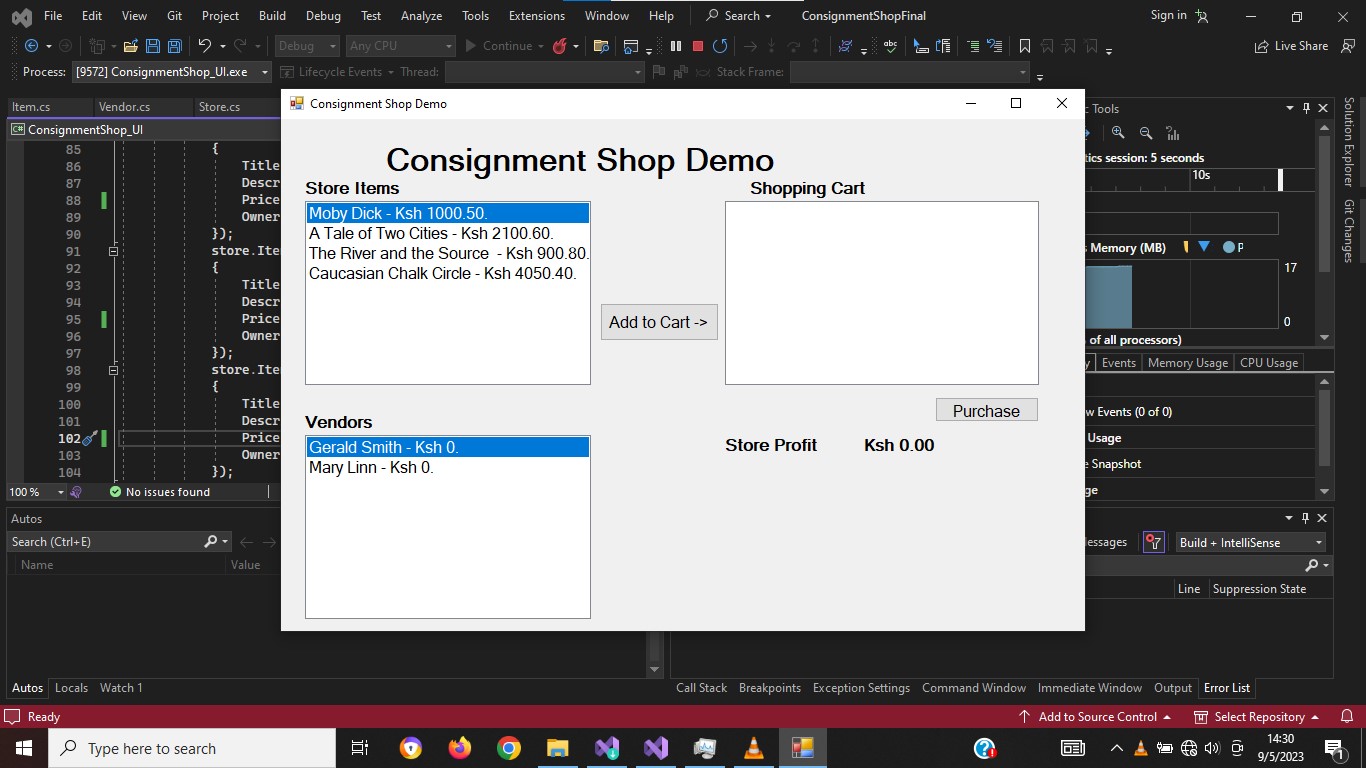 File Edit View Git Project Build Debug Test Analyze Tools Extensions Window Help Search ConsignmentShopFinal Sign in
Debug Any CPU Continue Live Share
Process: [9572] ConsignmentShop_UI.exe Lifecycle Events Thread: Stack Frame:
Item.cs Vendor.cs Store.cs
ConsignmentShop_UI
85 {
86 Title
87 Descr
88 Price
89 Owner
90 });
91 store.Ite
92 {
93 Title
94 Descr
95 Price
96 Owner
97 });
98 store.Ite
99 {
100 Title
101 Descr
102 Price
103 Owner
104 });
100 % No issues found
Consignment Shop Demo
Consignment Shop Demo
Store Items
Moby Dick - Ksh 1000.50.
A Tale of Two Cities - Ksh 2100.60.
The River and the Source - Ksh 900.80.
Caucasian Chalk Circle - Ksh 4050.40.
Add to Cart ->
Shopping Cart
Purchase
Store Profit Ksh 0.00
Vendors
Gerald Smith - Ksh 0.
Mary Linn - Ksh 0.
c Tools
tics session: 5 seconds
10s
s Memory (MB) P
17
0
of all processors)
y Events Memory Usage CPU Usage
w Events (0 of 0)
Usage
e Snapshot
ge
Solution Explorer
Git Changes
Autos
Search (Ctrl+E)
Name Value
essages Build + IntelliSense
Line Suppression State
Autos Locals Watch 1
Call Stack Breakpoints Exception Settings Command Window Immediate Window Output Error List
Ready Add to Source Control Select Repository
Type here to search
14:30
9/5/2023
1